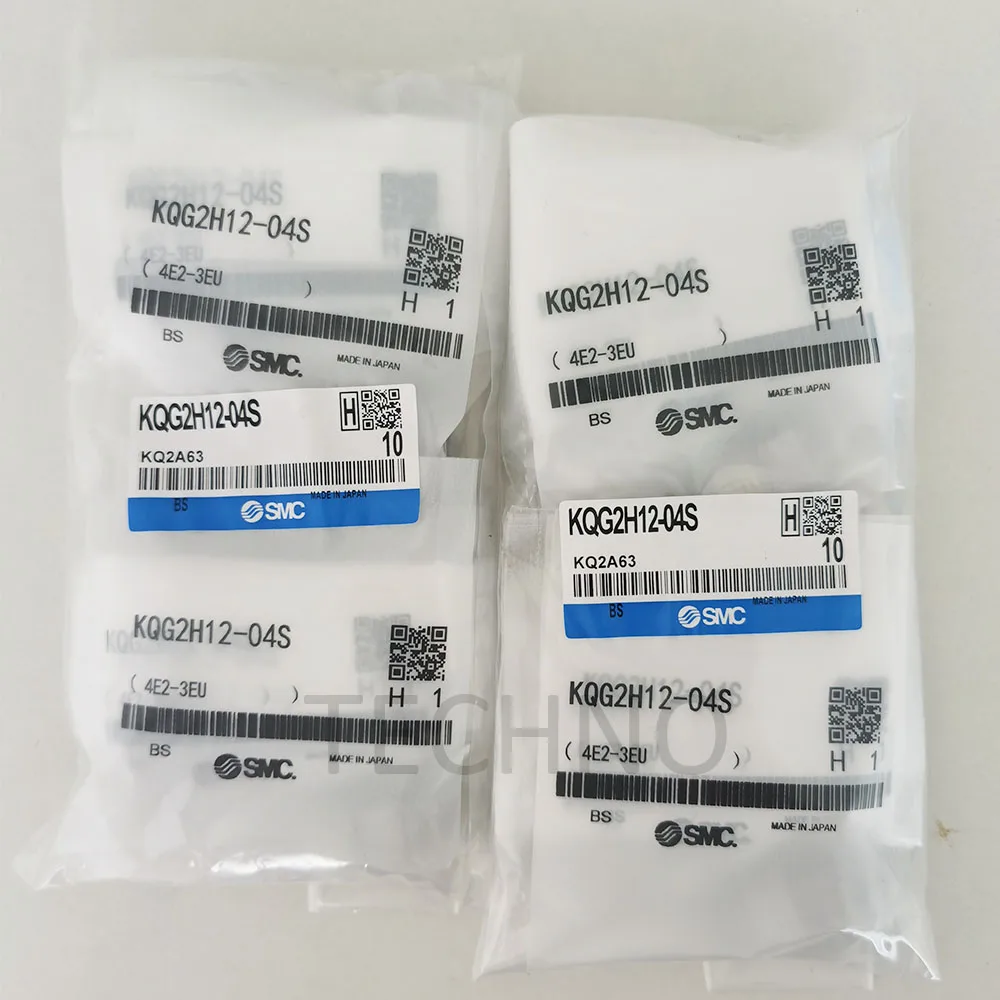 KQG2H12-04S
KQG2H12-04S
( 4E2-3EU )
H 1
BS
SMC.
MADE IN JAPAN
KQG2H12-04S
H
10
KQ2A63
BS
MADE IN JAPAN
SMC
KQG2H12-04S
( 4E2-3EU )
H 1
BS
SMC.
MADE IN JAPAN
KQG2H12-04S
( 4E2-3EU )
H 1
BS
SMC.
MADE IN JAPAN
KQG2H12-04S
H
10
KQ2A63
BS
MADE IN JAPAN
SMC
KQG2H12-04S
( 4E2-3EU )
H 1
BS
SMC.
MADE IN JAPAN
TECHNO